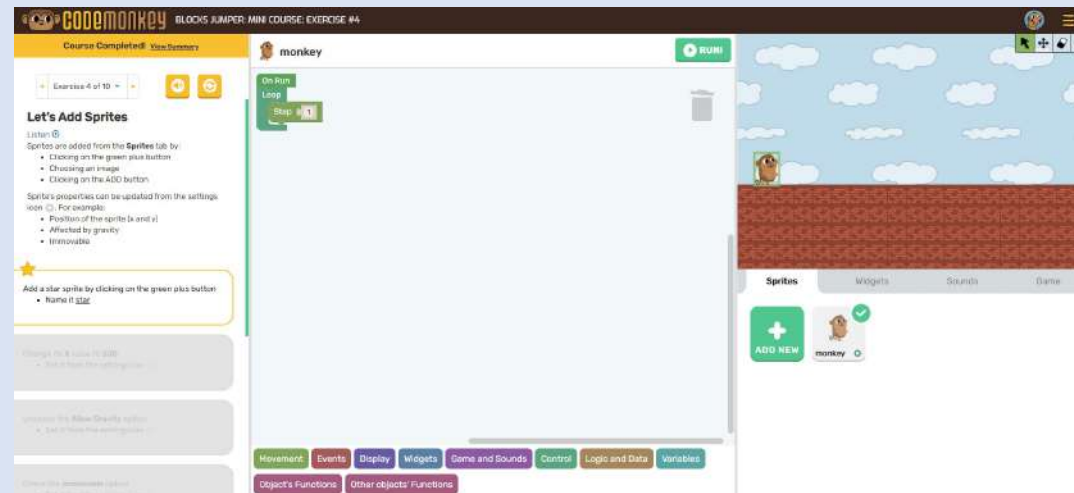 CODEMONKEY BLOCKS JUMPER: MINI COURSE: EXERCISE #4
Course Completed! View Summary
Exercise 4 of 10
Let's Add Sprites
Listen
Sprites are added from the Sprites tab by:
• Clicking on the green plus button
• Choosing an image
• Clicking on the ADD button
Sprite's properties can be updated from the settings
icon. For example:
• Position of the sprite (x and y)
• Affected by gravity
• Immovable
Add a star sprite by clicking on the green plus button
• Name it star
monkey
RUN!
On Run
Loop
Step 1
Movement Events Display Widgets Game and Sounds Control Logic and Data Variables
Object's Functions Other objects' Functions
Sprites Widgets Sounds Game
ADD NEW
monkey